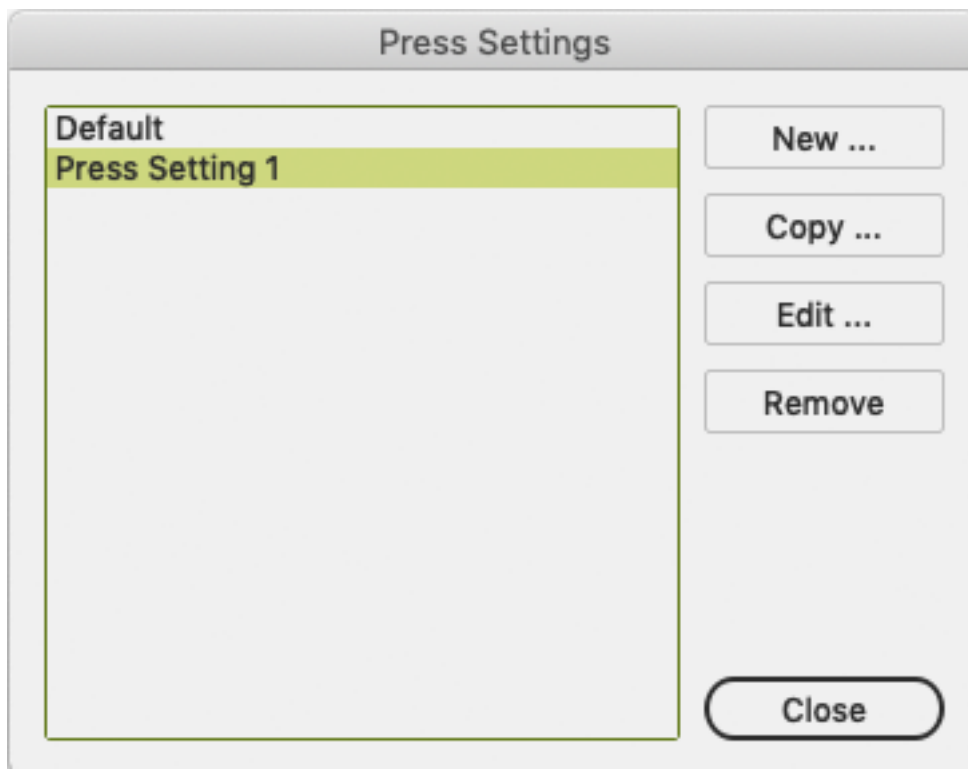 Press Settings
Default
Press Setting 1
New ...
Copy ...
Edit ...
Remove
Close